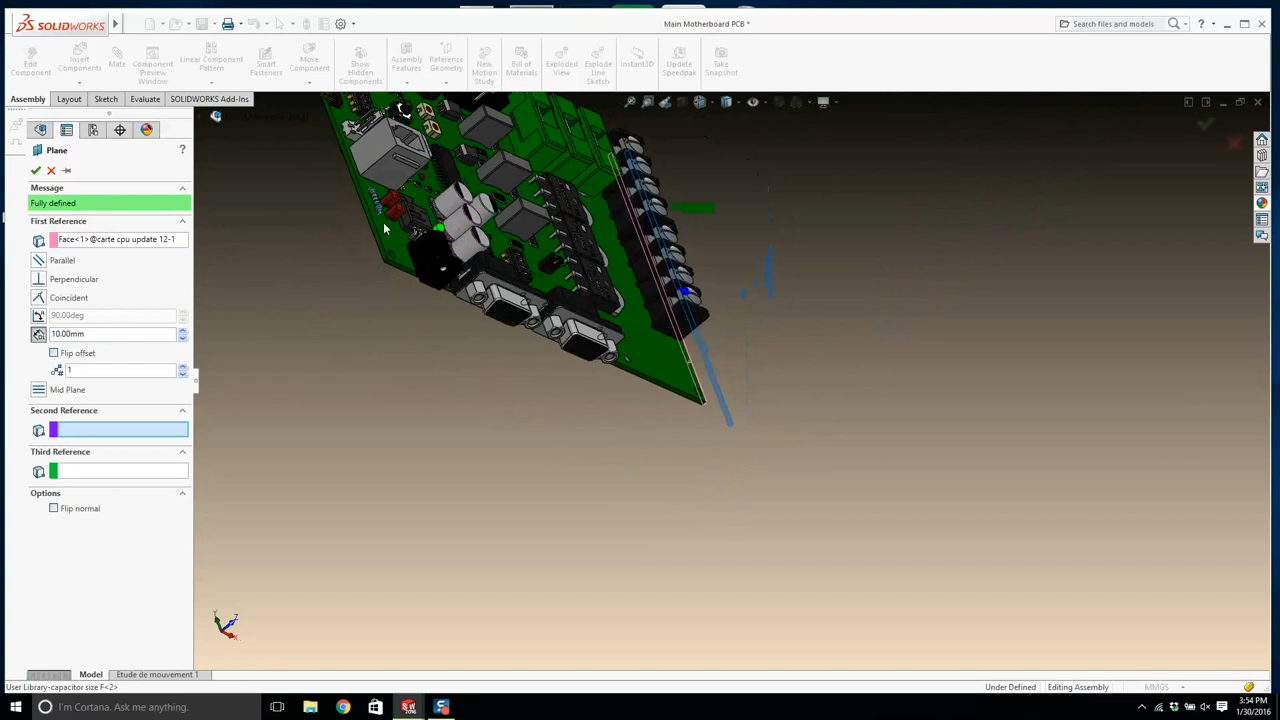 SOLIDWORKS
Main Motherboard PCB *
Search files and models
Edit Component
Insert Components
Mate
Component Preview Window
Linear Component Pattern
Smart Fasteners
Move Component
Show Hidden Components
Assembly Features
Reference Geometry
New Motion Study
Bill of Materials
Exploded View
Explode Line Sketch
Instant3D
Update Speedpak
Take Snapshot
Assembly
Layout
Sketch
Evaluate
SOLIDWORKS Add-Ins
Plane
?
Message
Fully defined
First Reference
Face<1>@carte cpu update 12-1
Parallel
Perpendicular
Coincident
90.00deg
10.00mm
Flip offset
1
Mid Plane
Second Reference
Third Reference
Options
Flip normal
Y
Z
X
Model
Etude de mouvement 1
User Library-capacitor size F<2>
Under Defined
Editing Assembly
MMGS
I'm Cortana. Ask me anything.
3:54 PM
1/30/2016